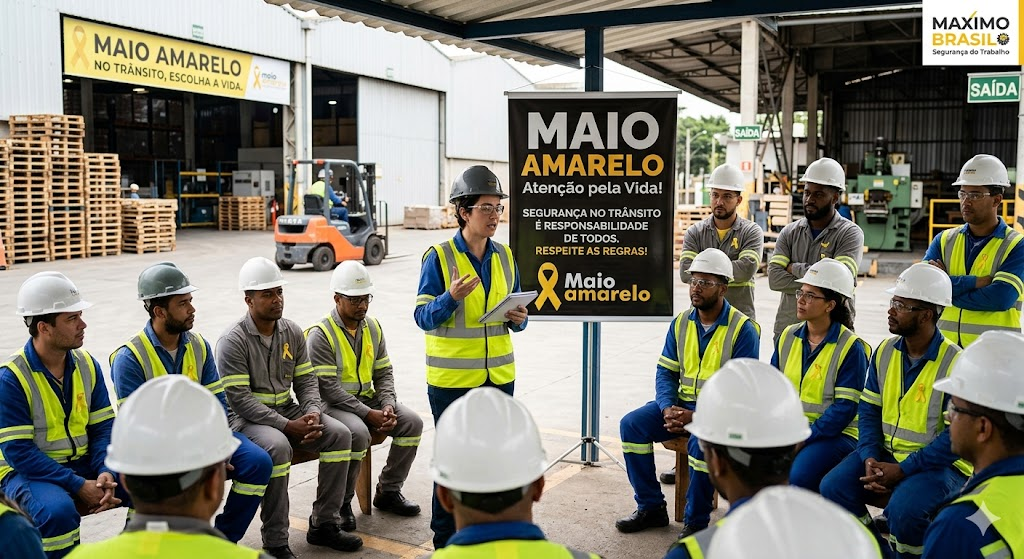 MAIO AMARELO
NO TRÂNSITO, ESCOLHA A VIDA.
maio
MAXIMO
BRASIL
Segurança do Trabalho
SAÍDA
SAÍDA
MAIO
AMARELO
Atenção pela Vida!
SEGURANÇA NO TRÂNSITO
É RESPONSABILIDADE
DE TODOS.
RESPEITE AS REGRAS!
Maio
amarelo